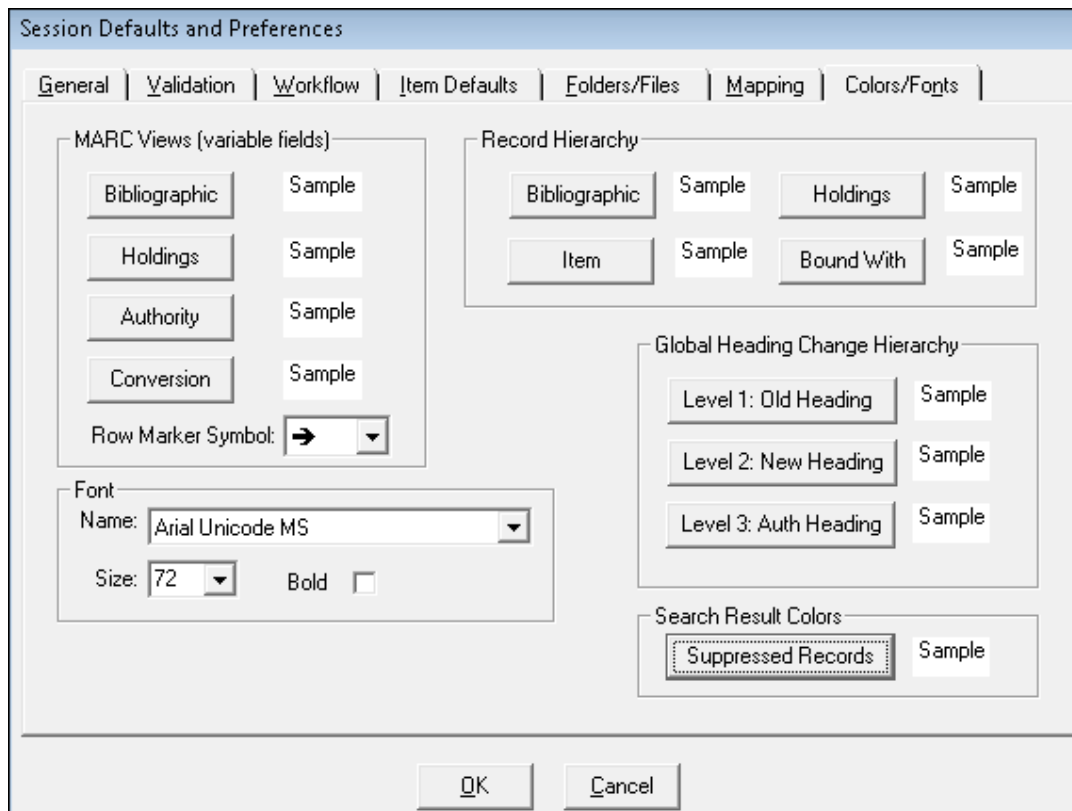 Session Defaults and Preferences
General Validation Workflow Item Defaults Folders/Files Mapping Colors/Fonts
MARC Views (variable fields)
Bibliographic Sample
Holdings Sample
Authority Sample
Conversion Sample
Row Marker Symbol: ➔
Record Hierarchy
Bibliographic Sample Holdings Sample
Item Sample Bound With Sample
Global Heading Change Hierarchy
Level 1: Old Heading Sample
Level 2: New Heading Sample
Level 3: Auth Heading Sample
Font
Name: Arial Unicode MS
Size: 72 Bold
Search Result Colors
Suppressed Records Sample
OK Cancel